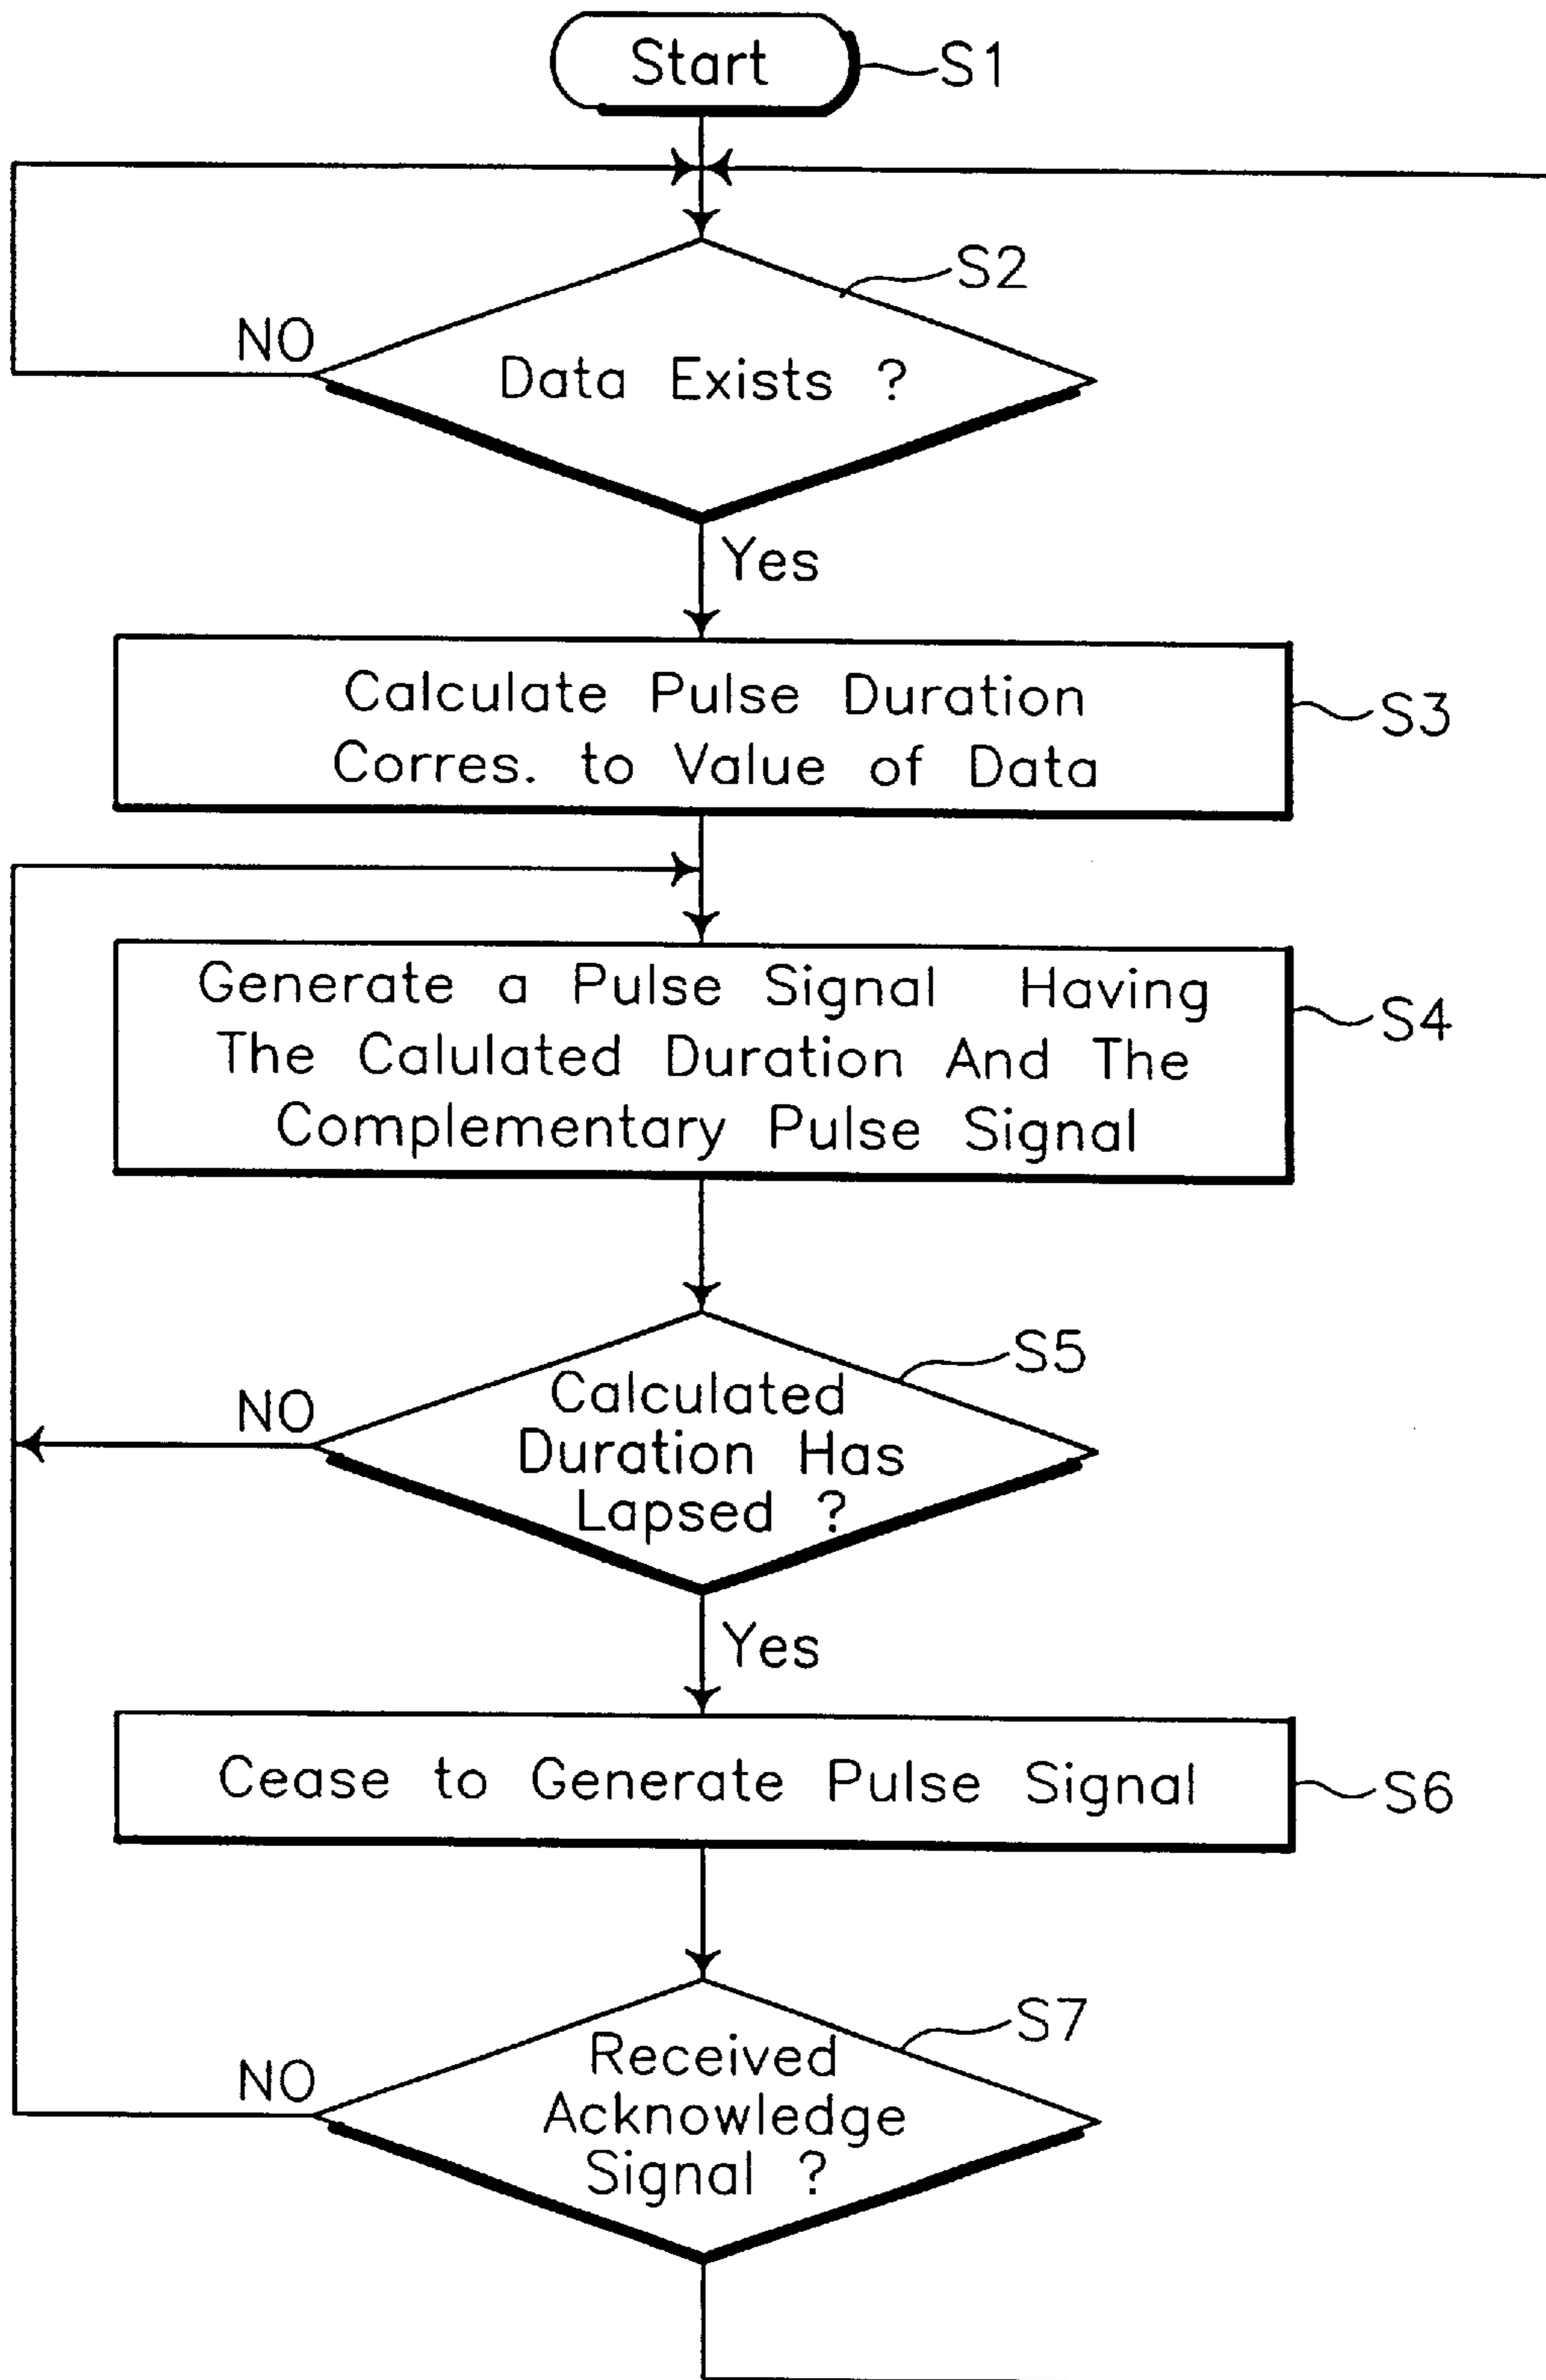 Start
S1
S2
NO
Data Exists ?
Yes
Calculate Pulse Duration
Corres. to Value of Data
S3
Generate a Pulse Signal Having
The Calulated Duration And The
Complementary Pulse Signal
S4
S5
NO
Calculated
Duration Has
Lapsed ?
Yes
Cease to Generate Pulse Signal
S6
S7
NO
Received
Acknowledge
Signal ?